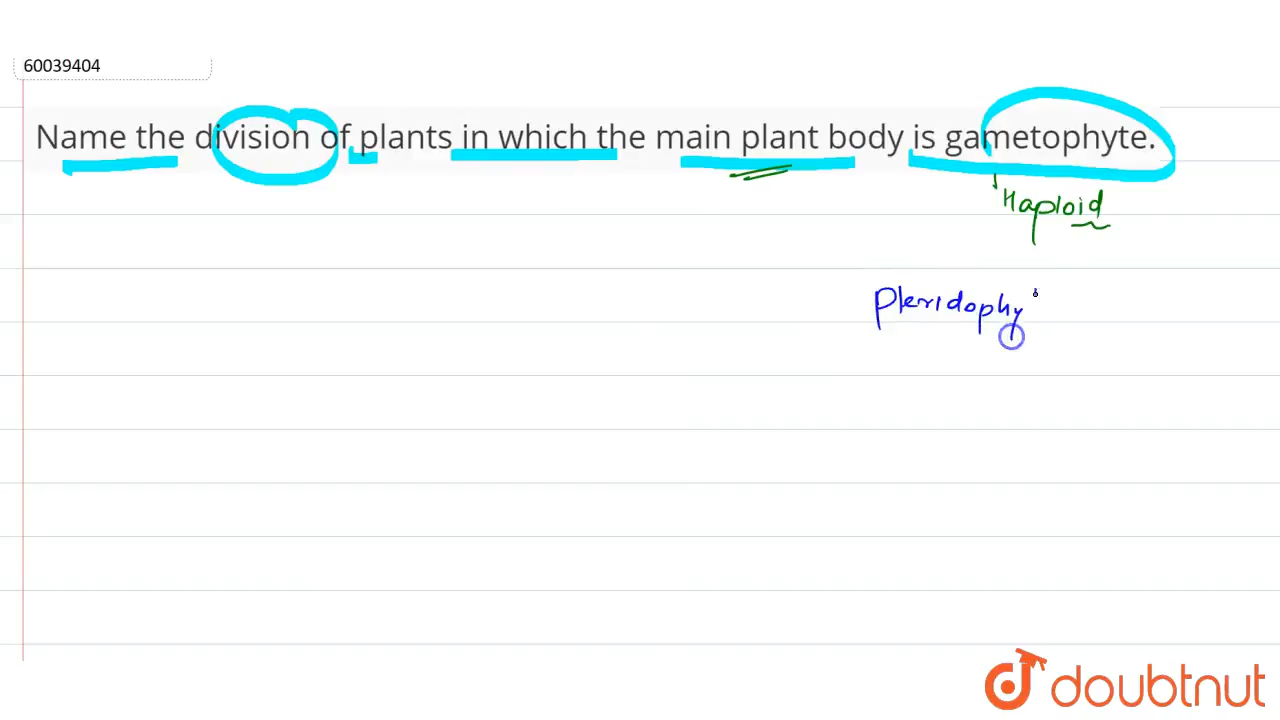 60039404
Name the division of plants in which the main plant body is gametophyte.
Haploid
Pteridophy
doubtnut